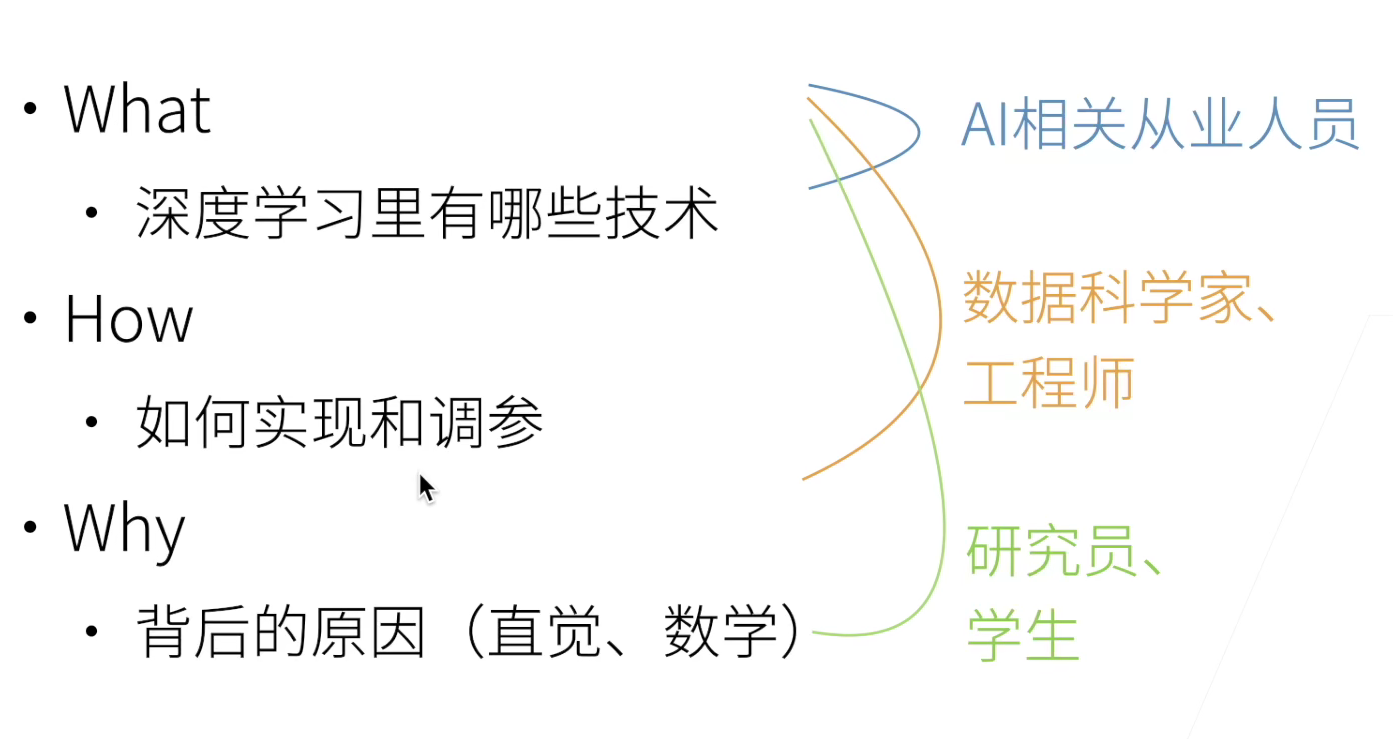 What
深度学习里有哪些技术
How
如何实现和调参
Why
背后的原因（直觉、数学）
AI相关从业人员
数据科学家、
工程师
研究员、
学生